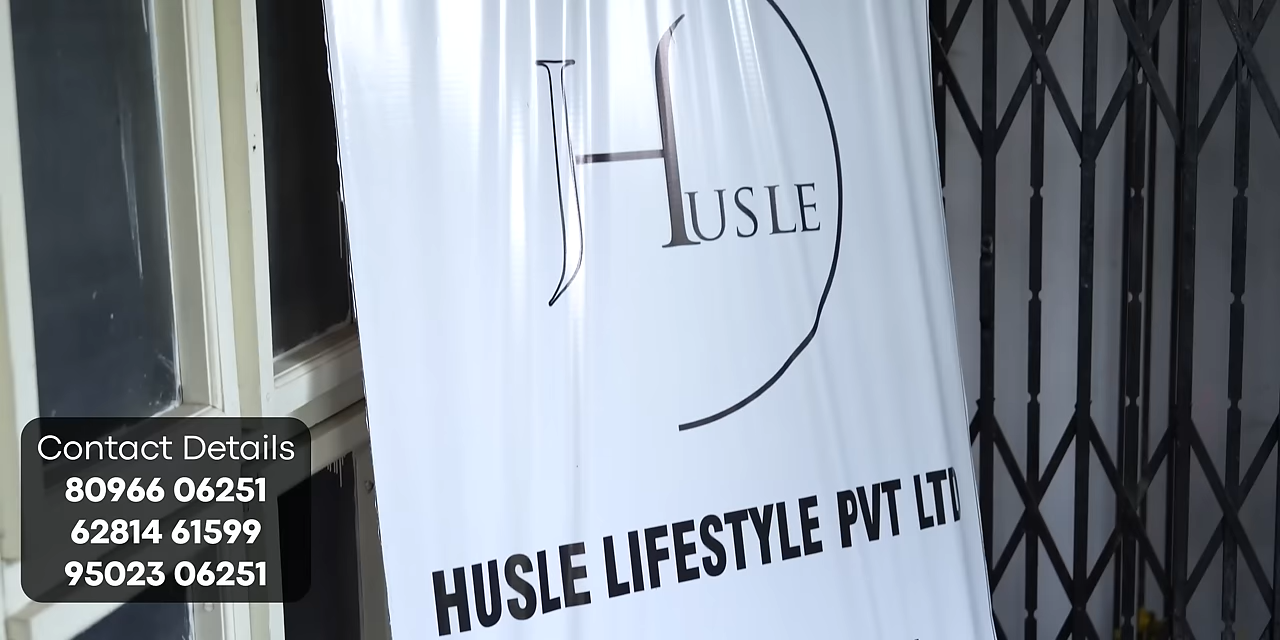 HUSLE
HUSLE LIFESTYLE PVT LTD
Contact Details
80966 06251
62814 61599
95023 06251